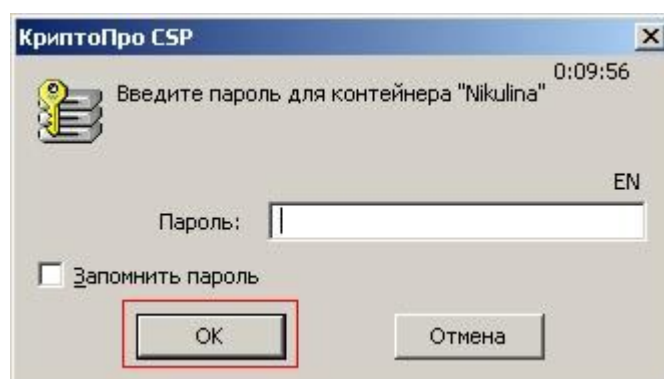 КриптоПро CSP
0:09:56
Введите пароль для контейнера "Nikulina"
EN
Пароль:
Запомнить пароль
OK
Отмена